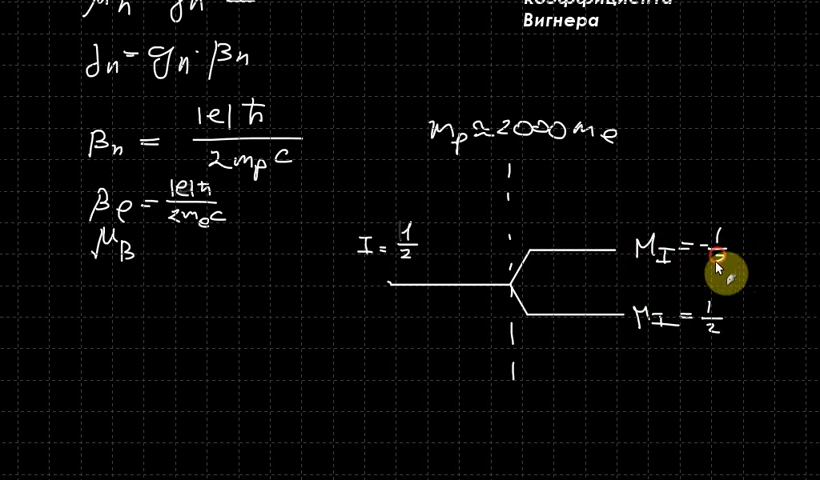 коэффициента
Вигнера
γn = gn · βn
βn = |e|ħ / 2mpc
mp ≈ 2000 me
βe = |e|ħ / 2mec
μB
I = 1/2
MI = -1/2
MI = 1/2